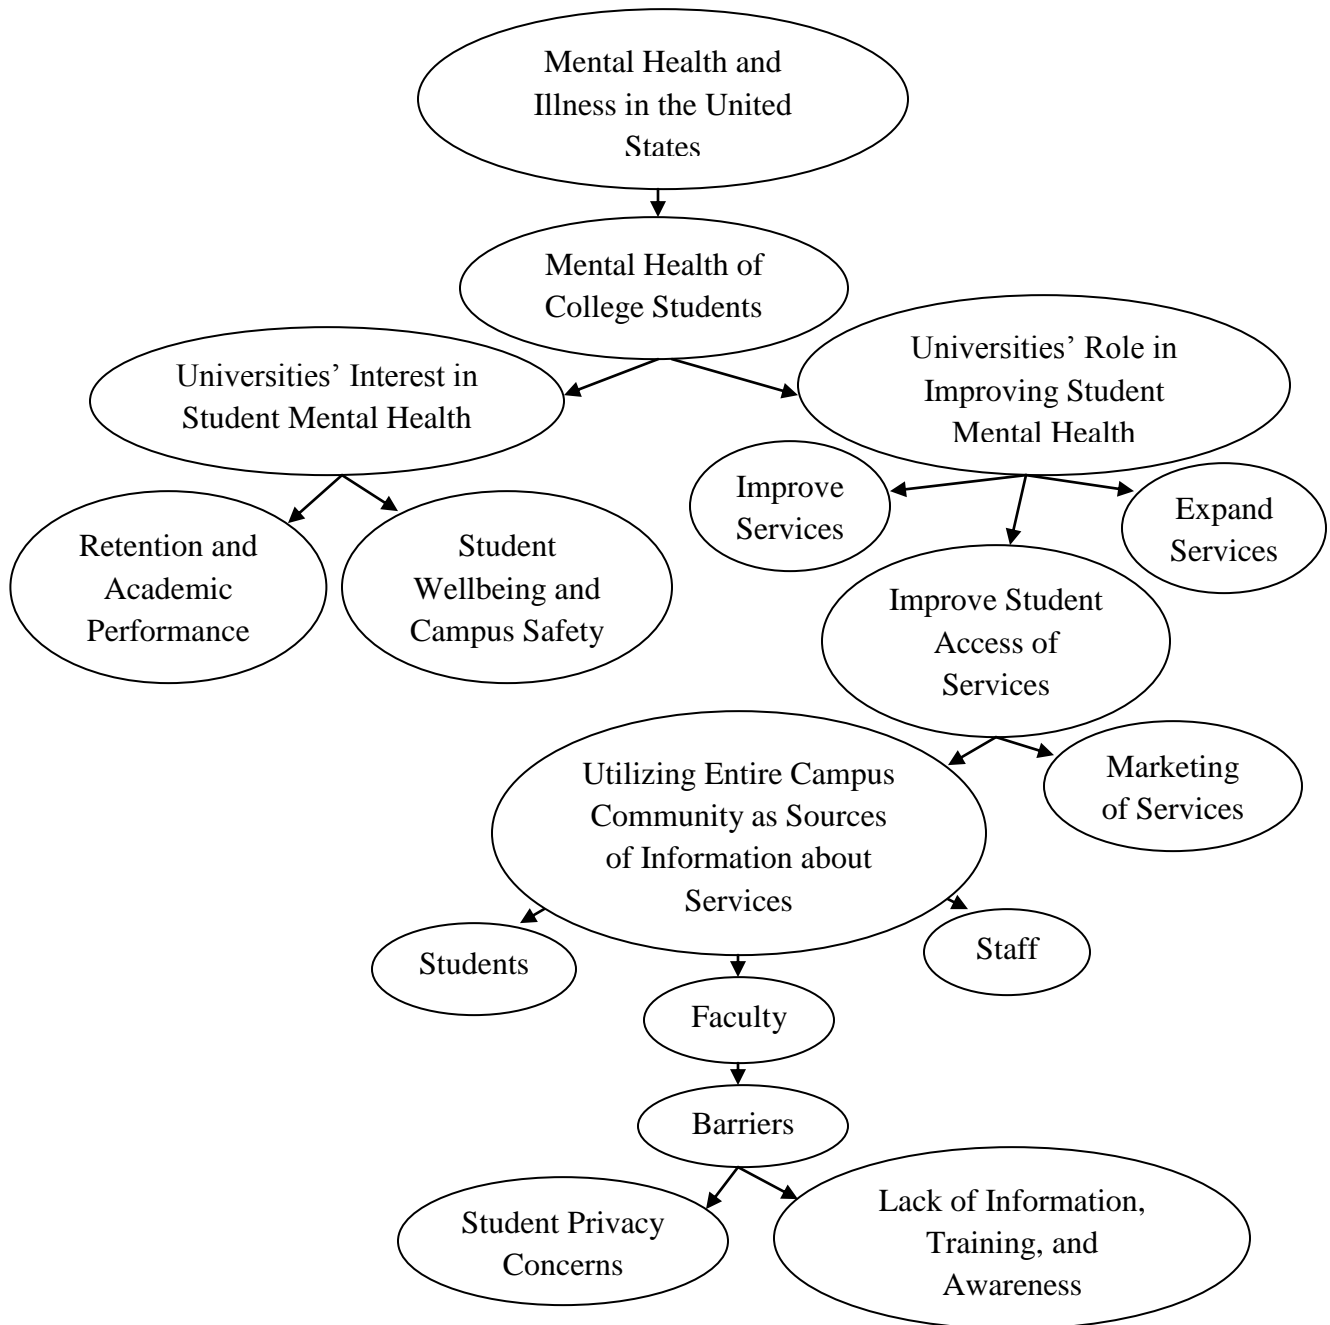 Mental Health and
Illness in the United
States
Mental Health of
College Students
Universities’ Interest in
Student Mental Health
Universities’ Role in
Improving Student
Mental Health
Retention and
Academic
Performance
Student
Wellbeing and
Campus Safety
Improve
Services
Expand
Services
Improve Student
Access of
Services
Utilizing Entire Campus
Community as Sources
of Information about
Services
Marketing
of Services
Students
Staff
Faculty
Barriers
Student Privacy
Concerns
Lack of Information,
Training, and
Awareness